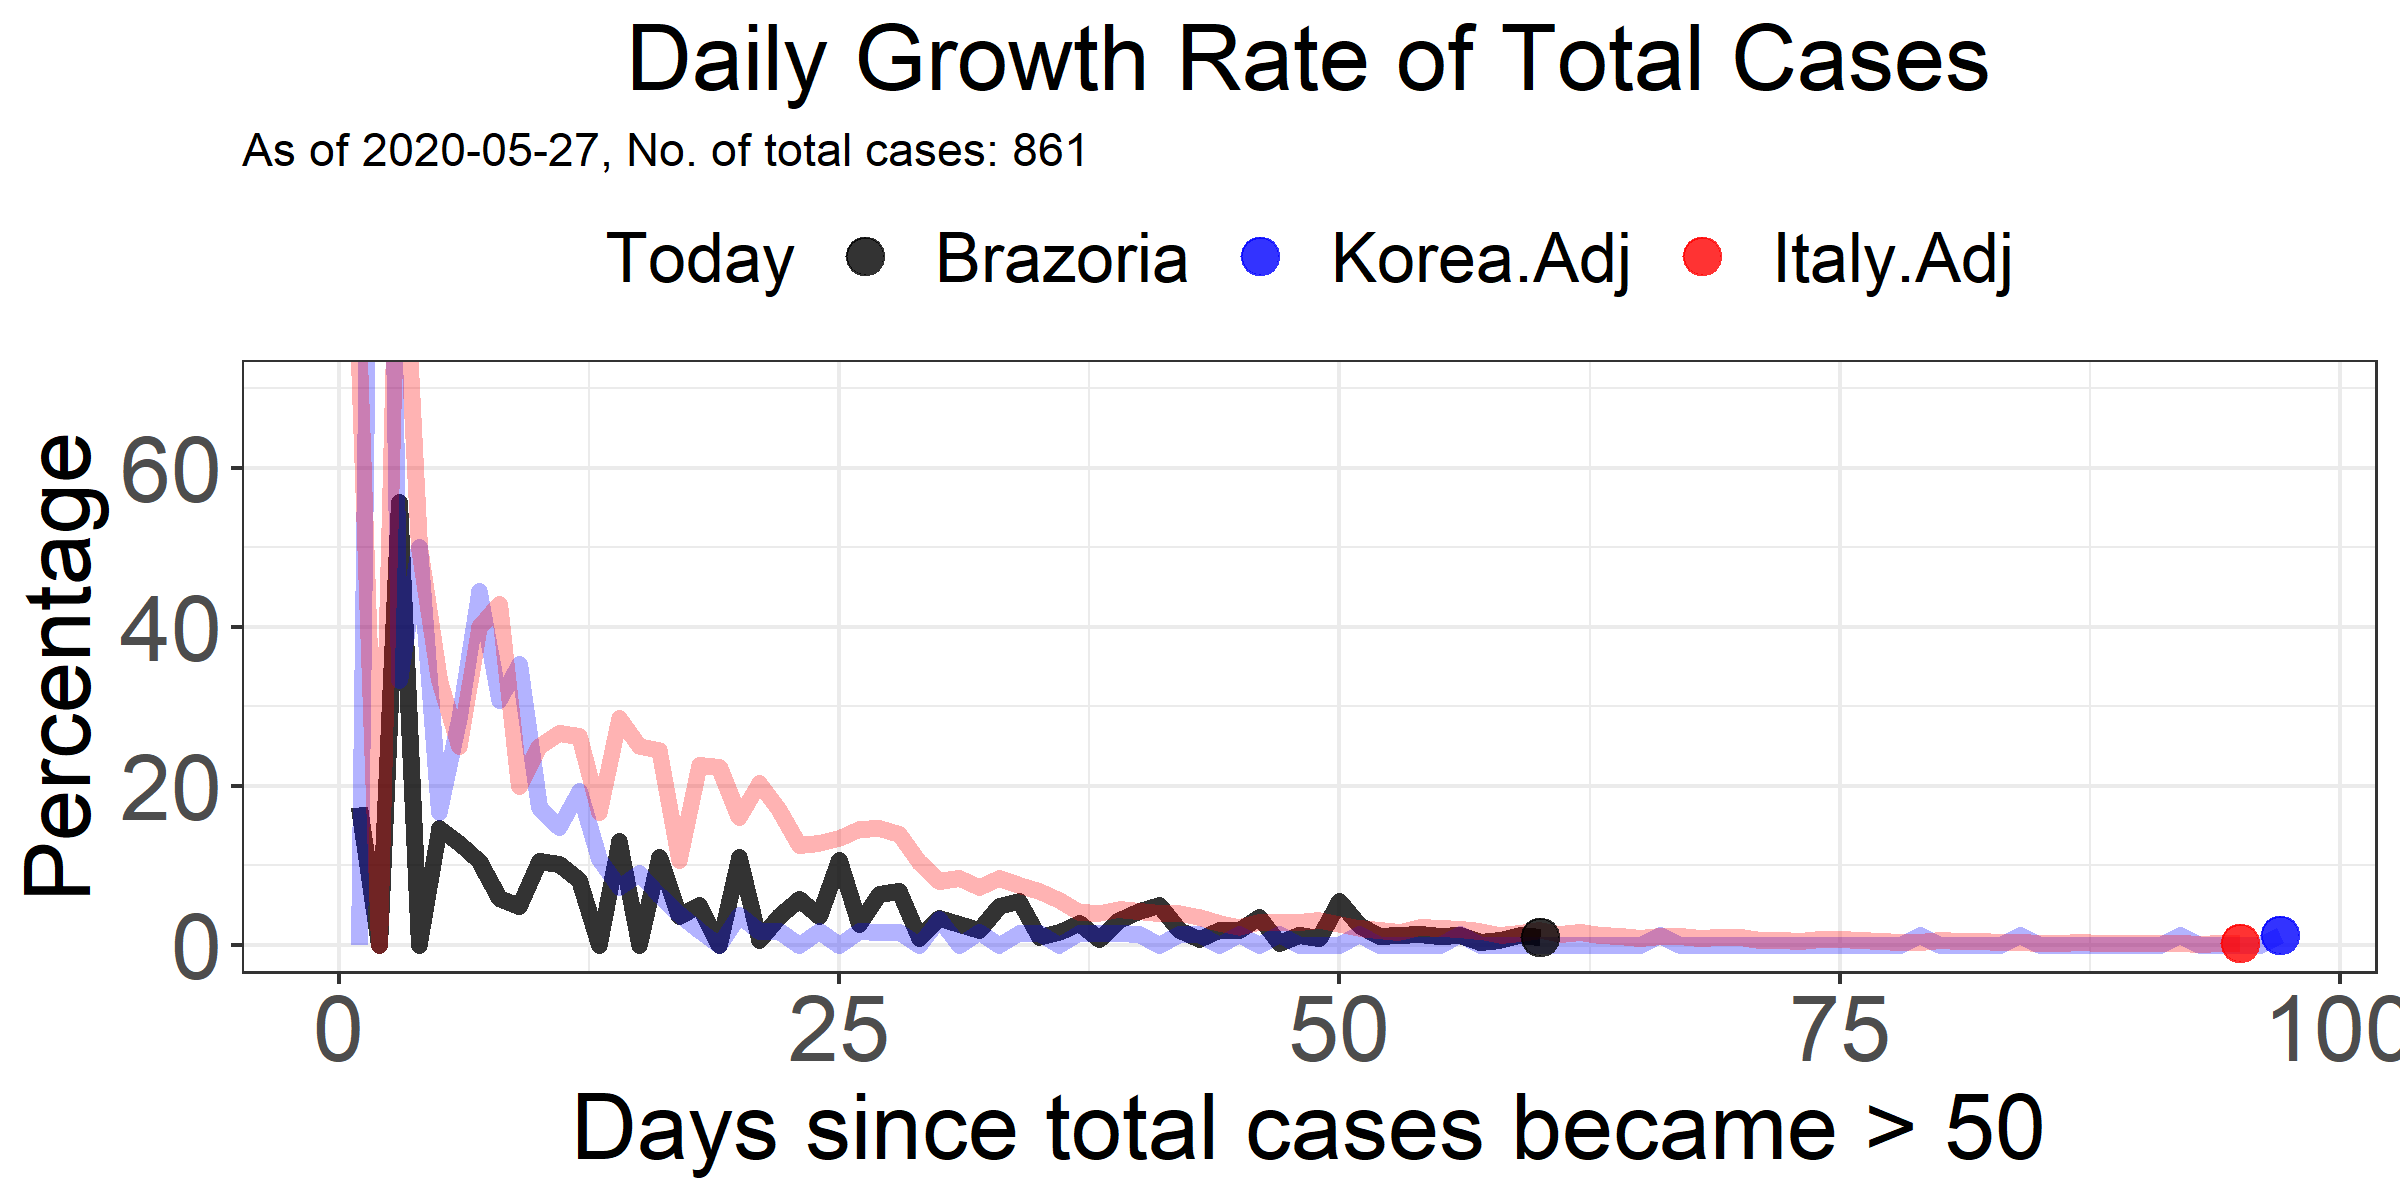 Daily Growth Rate of Total Cases
As of 2020-05-27, No. of total cases: 861
Today Brazoria Korea.Adj Italy.Adj
Percentage
60
40
20
0
0 25 50 75 100
Days since total cases became > 50